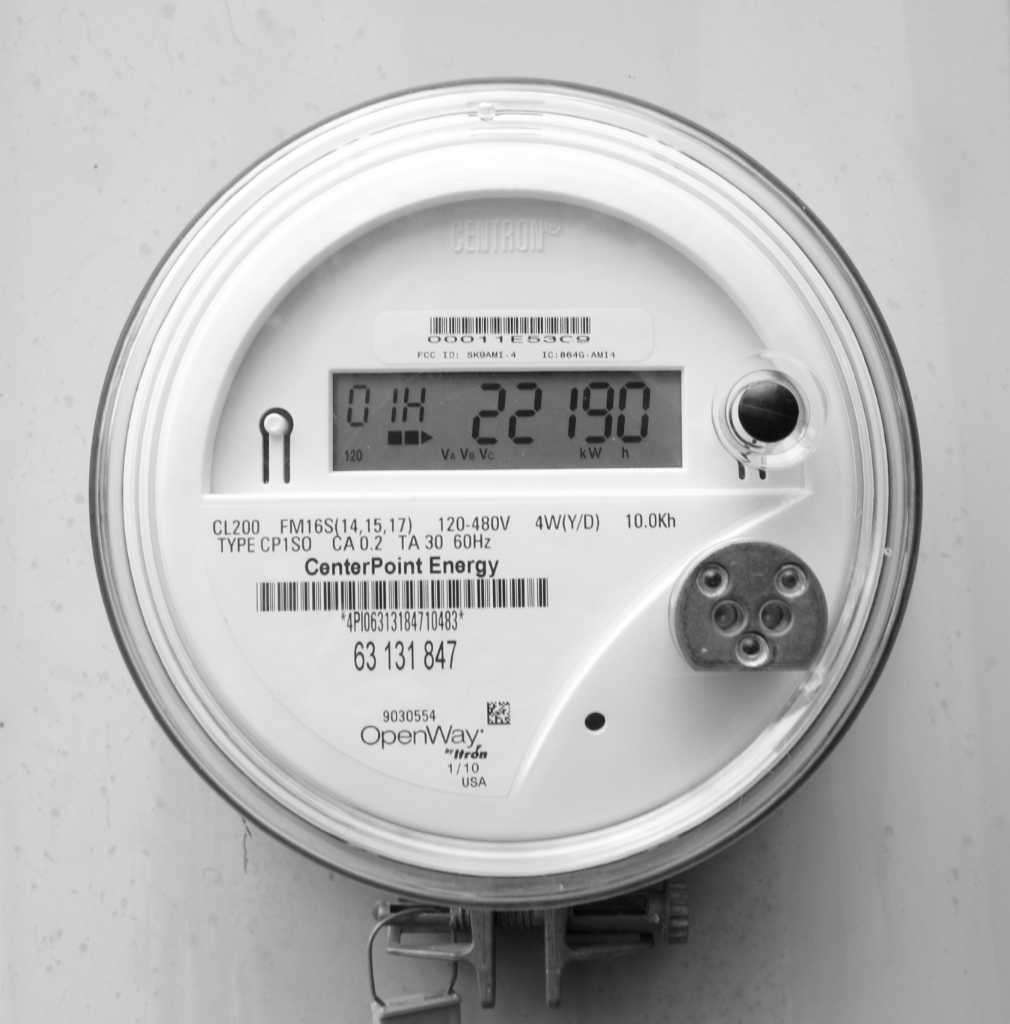 CENTRON
00011E53C9
FCC ID: SK9AMI-4 IC:864G-AMI4
01H 22190
120 VA VB VC kW h
CL200 FM16S(14,15,17) 120-480V 4W(Y/D) 10.0Kh
TYPE CP1SO CA 0.2 TA 30 60Hz
CenterPoint Energy
*4PI06313184710483*
63 131 847
9030554
OpenWay
by Itron
1/10
USA